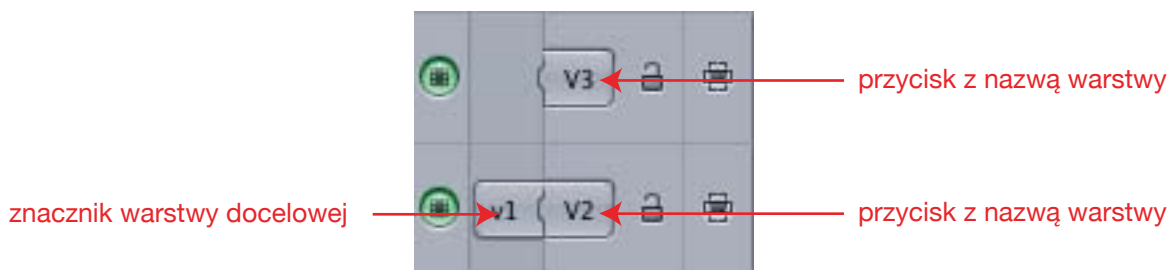 V3
przycisk z nazwą warstwy
znacznik warstwy docelowej
v1
V2
przycisk z nazwą warstwy